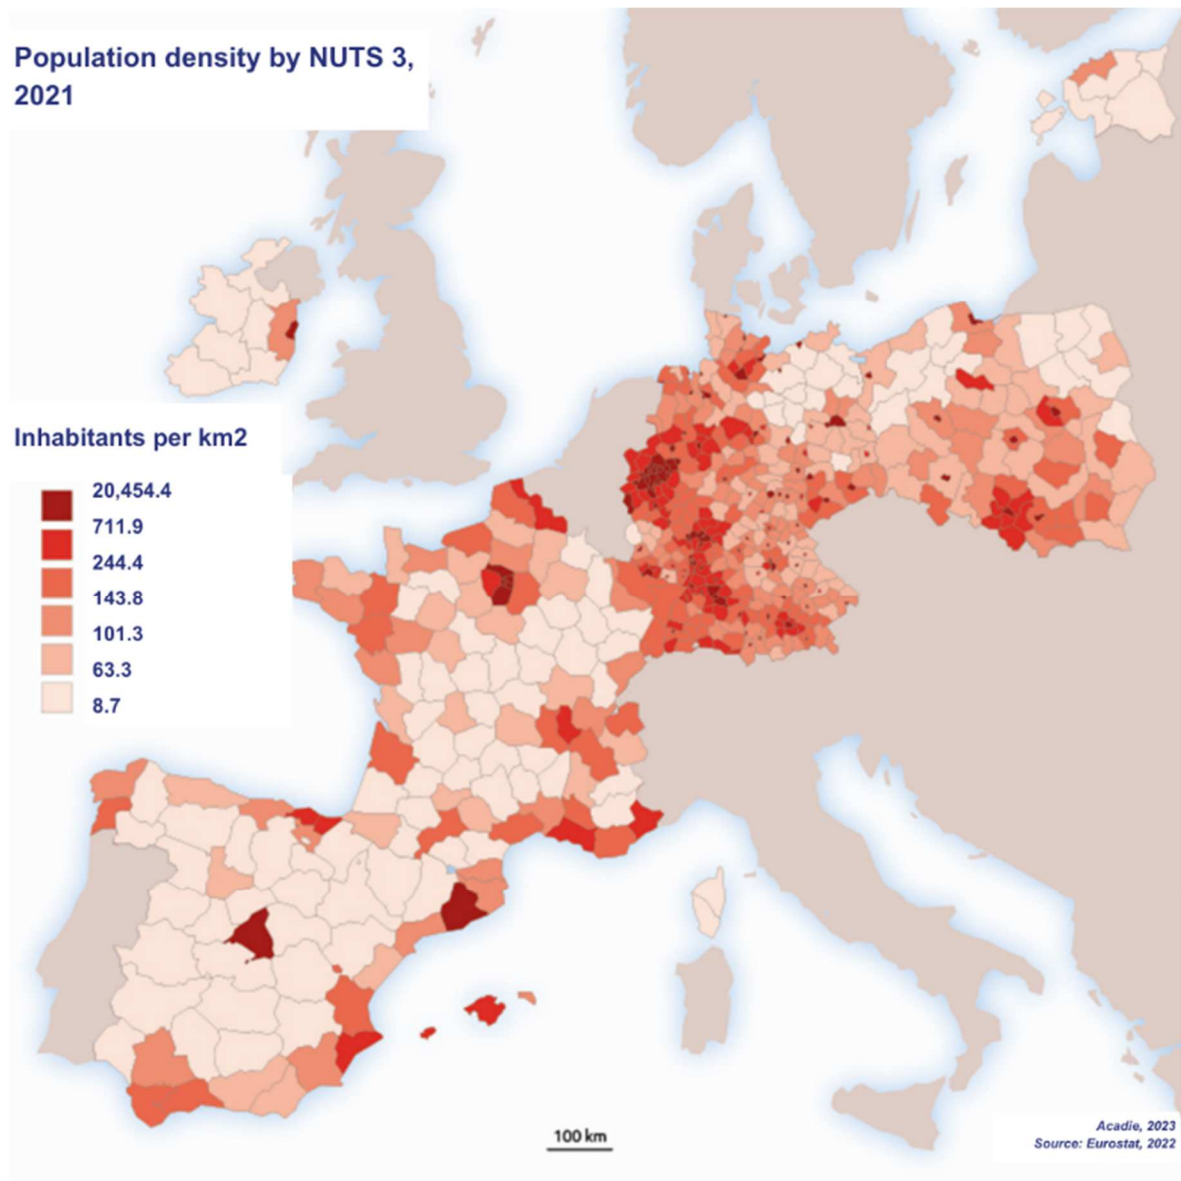 Population density by NUTS 3,
2021
Inhabitants per km2
20,454.4
711.9
244.4
143.8
101.3
63.3
8.7
100 km
Acadie, 2023
Source: Eurostat, 2022